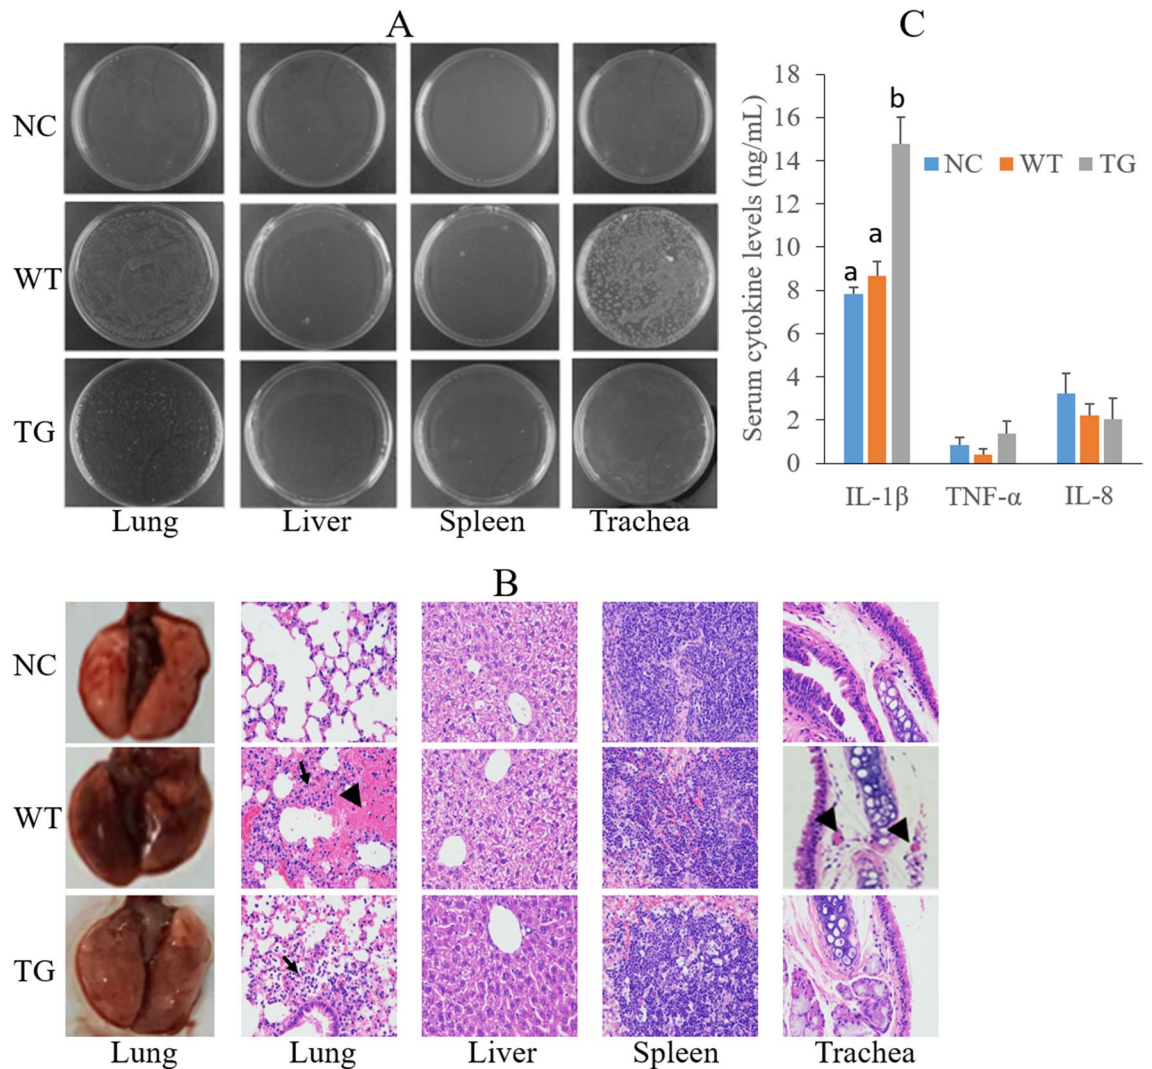 A
NC
WT
TG
Lung Liver Spleen Trachea
C
Serum cytokine levels (ng/mL)
18
16
14
12
10
8
6
4
2
0
a
a
b
NC WT TG
IL-1β TNF-α IL-8
B
NC
WT
TG
Lung Lung Liver Spleen Trachea